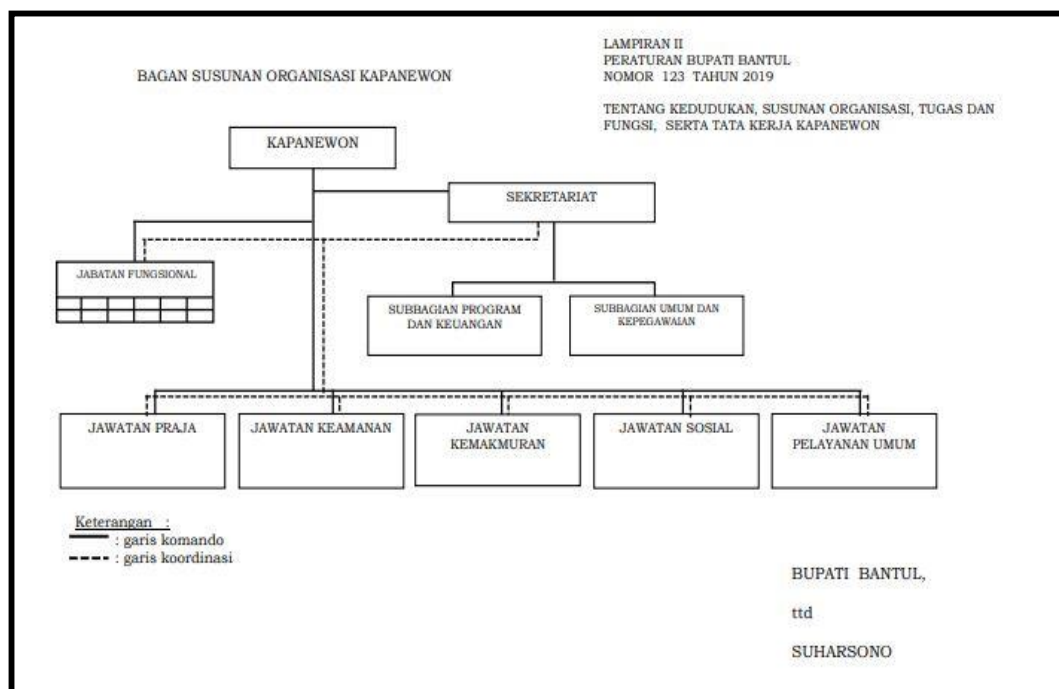 LAMPIRAN II
PERATURAN BUPATI BANTUL
NOMOR 123 TAHUN 2019
TENTANG KEDUDUKAN, SUSUNAN ORGANISASI, TUGAS DAN
FUNGSI, SERTA TATA KERJA KAPANEWON
BAGAN SUSUNAN ORGANISASI KAPANEWON
KAPANEWON
SEKRETARIAT
JABATAN FUNGSIONAL
SUBBAGIAN PROGRAM
DAN KEUANGAN
SUBBAGIAN UMUM DAN
KEPEGAWAIAN
JAWATAN PRAJA
JAWATAN KEAMANAN
JAWATAN
KEMAKMURAN
JAWATAN SOSIAL
JAWATAN
PELAYANAN UMUM
Keterangan :
: garis komando
: garis koordinasi
BUPATI BANTUL,
ttd
SUHARSONO